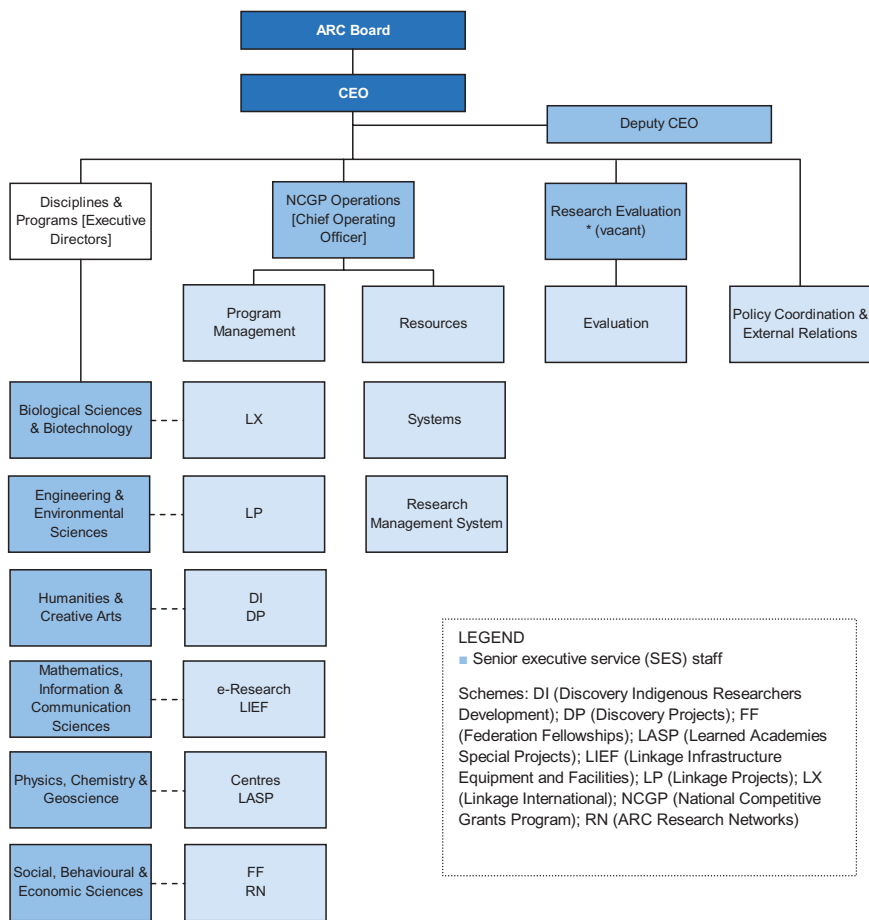 ARC Board
CEO
Deputy CEO
Disciplines &
Programs [Executive
Directors]
NCGP Operations
[Chief Operating
Officer]
Research Evaluation
* (vacant)
Program
Management
Resources
Evaluation
Policy Coordination &
External Relations
Biological Sciences
& Biotechnology
LX
Systems
Engineering &
Environmental
Sciences
LP
Research
Management System
Humanities &
Creative Arts
DI
DP
Mathematics,
Information &
Communication
Sciences
e-Research
LIEF
Physics, Chemistry &
Geoscience
Centres
LASP
Social, Behavioural &
Economic Sciences
FF
RN
LEGEND
Senior executive service (SES) staff
Schemes: DI (Discovery Indigenous Researchers
Development); DP (Discovery Projects); FF
(Federation Fellowships); LASP (Learned Academies
Special Projects); LIEF (Linkage Infrastructure
Equipment and Facilities); LP (Linkage Projects); LX
(Linkage International); NCGP (National Competitive
Grants Program); RN (ARC Research Networks)